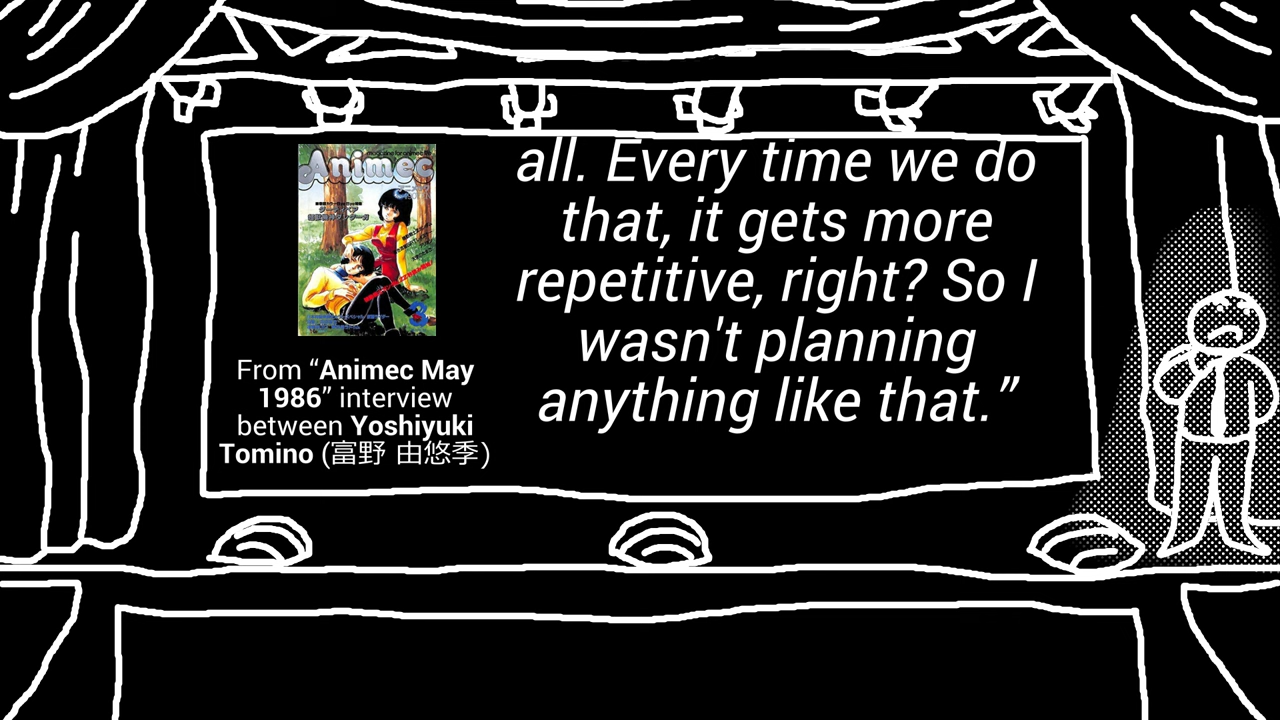 Animec
From “Animec May
1986” interview
between Yoshiyuki
Tomino (富野 由悠季)
all. Every time we do
that, it gets more
repetitive, right? So I
wasn't planning
anything like that.”